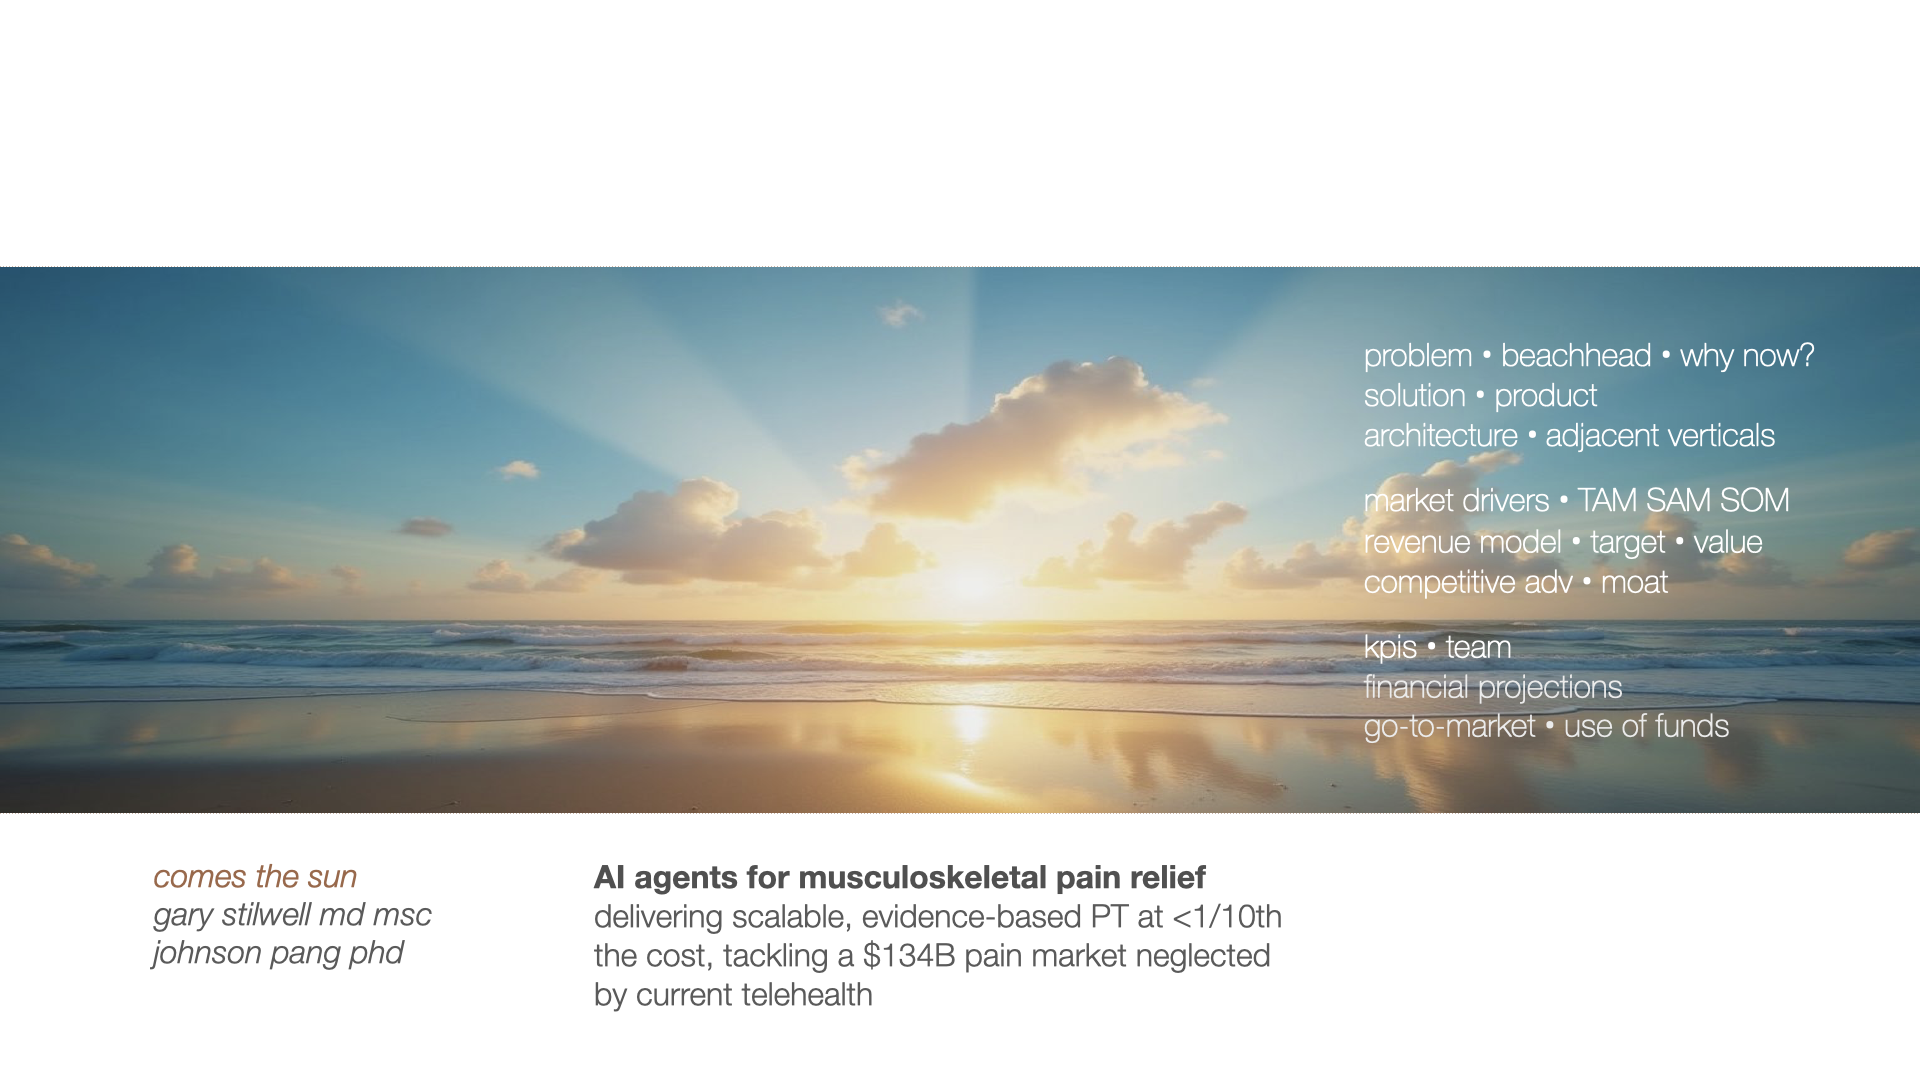 problem • beachhead • why now?
solution • product
architecture • adjacent verticals
market drivers • TAM SAM SOM
revenue model • target • value
competitive adv • moat
kpis • team
financial projections
go-to-market • use of funds
comes the sun
gary stilwell md msc
johnson pang phd
AI agents for musculoskeletal pain relief
delivering scalable, evidence-based PT at <1/10th
the cost, tackling a $134B pain market neglected
by current telehealth